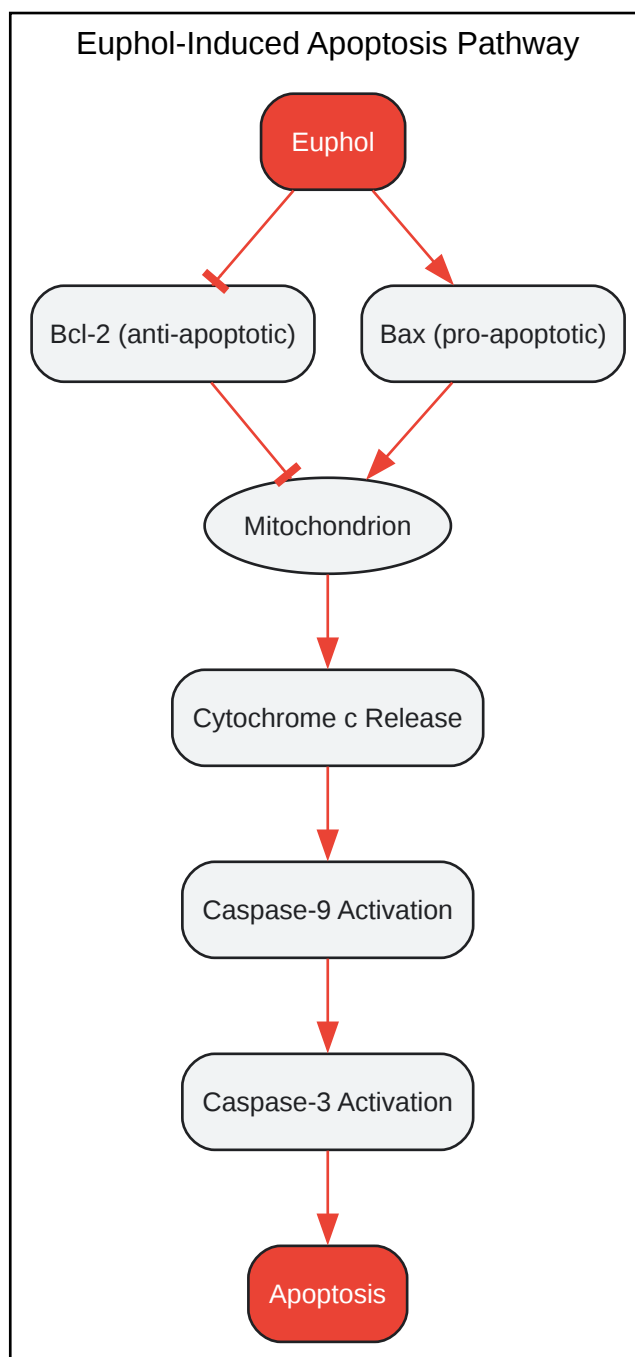 Euphol-Induced Apoptosis Pathway
Euphol
Bcl-2 (anti-apoptotic)
Bax (pro-apoptotic)
Mitochondrion
Cytochrome c Release
Caspase-9 Activation
Caspase-3 Activation
Apoptosis